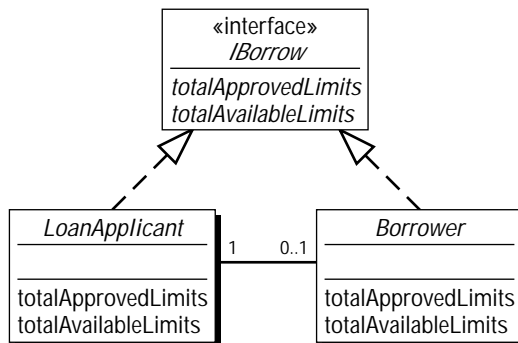 «interface»
IBorrow
totalApprovedLimits
totalAvailableLimits
LoanApplicant
totalApprovedLimits
totalAvailableLimits
1
0..1
Borrower
totalApprovedLimits
totalAvailableLimits